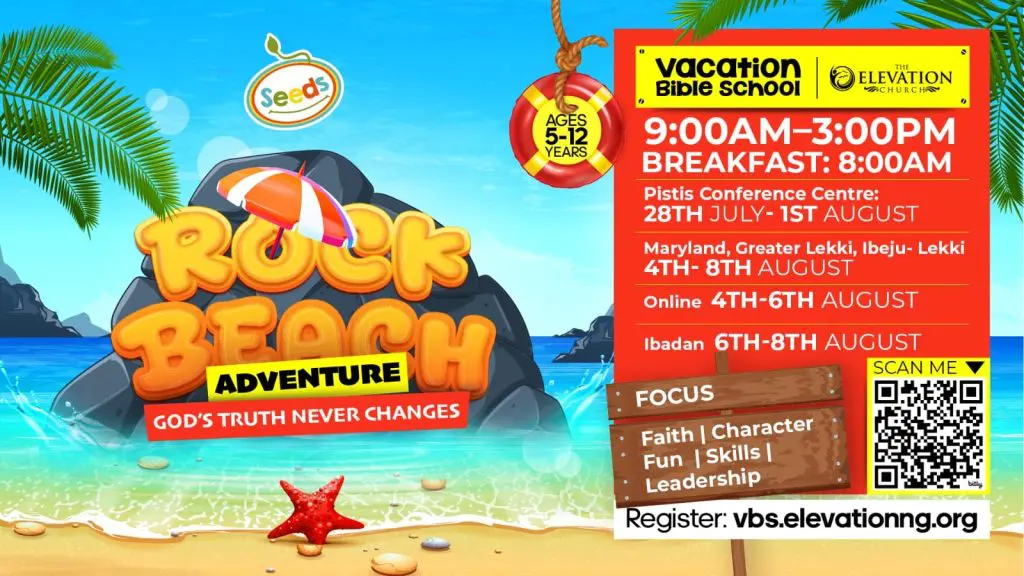 Seeds
ROCK
BEACH
ADVENTURE
GOD'S TRUTH NEVER CHANGES
AGES
5-12
YEARS
Vacation
Bible School
THE
ELEVATION
CHURCH
9:00AM–3:00PM
BREAKFAST: 8:00AM
Pistis Conference Centre:
28TH JULY- 1ST AUGUST
Maryland, Greater Lekki, Ibeju- Lekki
4TH- 8TH AUGUST
Online 4TH-6TH AUGUST
Ibadan 6TH-8TH AUGUST
FOCUS
Faith | Character
Fun | Skills |
Leadership
SCAN ME
bitly
Register: vbs.elevationng.org